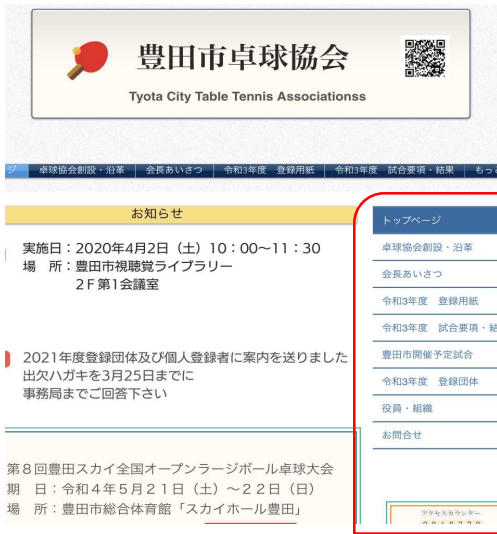 豊田市卓球協会
Tyota City Table Tennis Associationss
ジ 卓球協会創設・沿革 会長あいさつ 令和3年度 登録用紙 令和3年度 試合要項・結果 もっ
お知らせ
実施日：2020年4月2日（土）10：00～11：30
場 所：豊田市視聴覚ライブラリー
2F第1会議室
2021年度登録団体及び個人登録者に案内を送りました
出欠ハガキを3月25日までに
事務局までご回答下さい
第8回豊田スカイ全国オープンラージボール卓球大会
期 日：令和4年5月21日（土）～22日（日）
場 所：豊田市総合体育館「スカイホール豊田」
トップページ
卓球協会創設・沿革
会長あいさつ
令和3年度 登録用紙
令和3年度 試合要項・結
豊田市開催予定試合
令和3年度 登録団体
役員・組織
お問合せ
アクセスカウンター